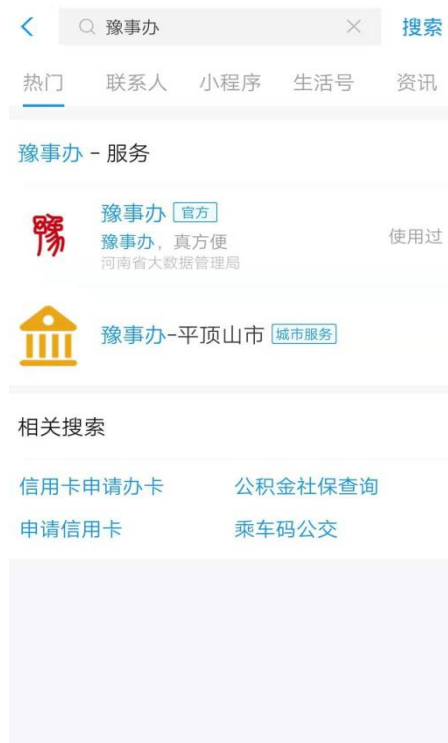 豫事办 搜索
热门 联系人 小程序 生活号 资讯
豫事办 - 服务
豫
豫事办 官方
豫事办，真方便 使用过
河南省大数据管理局
豫事办-平顶山市 城市服务
相关搜索
信用卡申请办卡 公积金社保查询
申请信用卡 乘车码公交